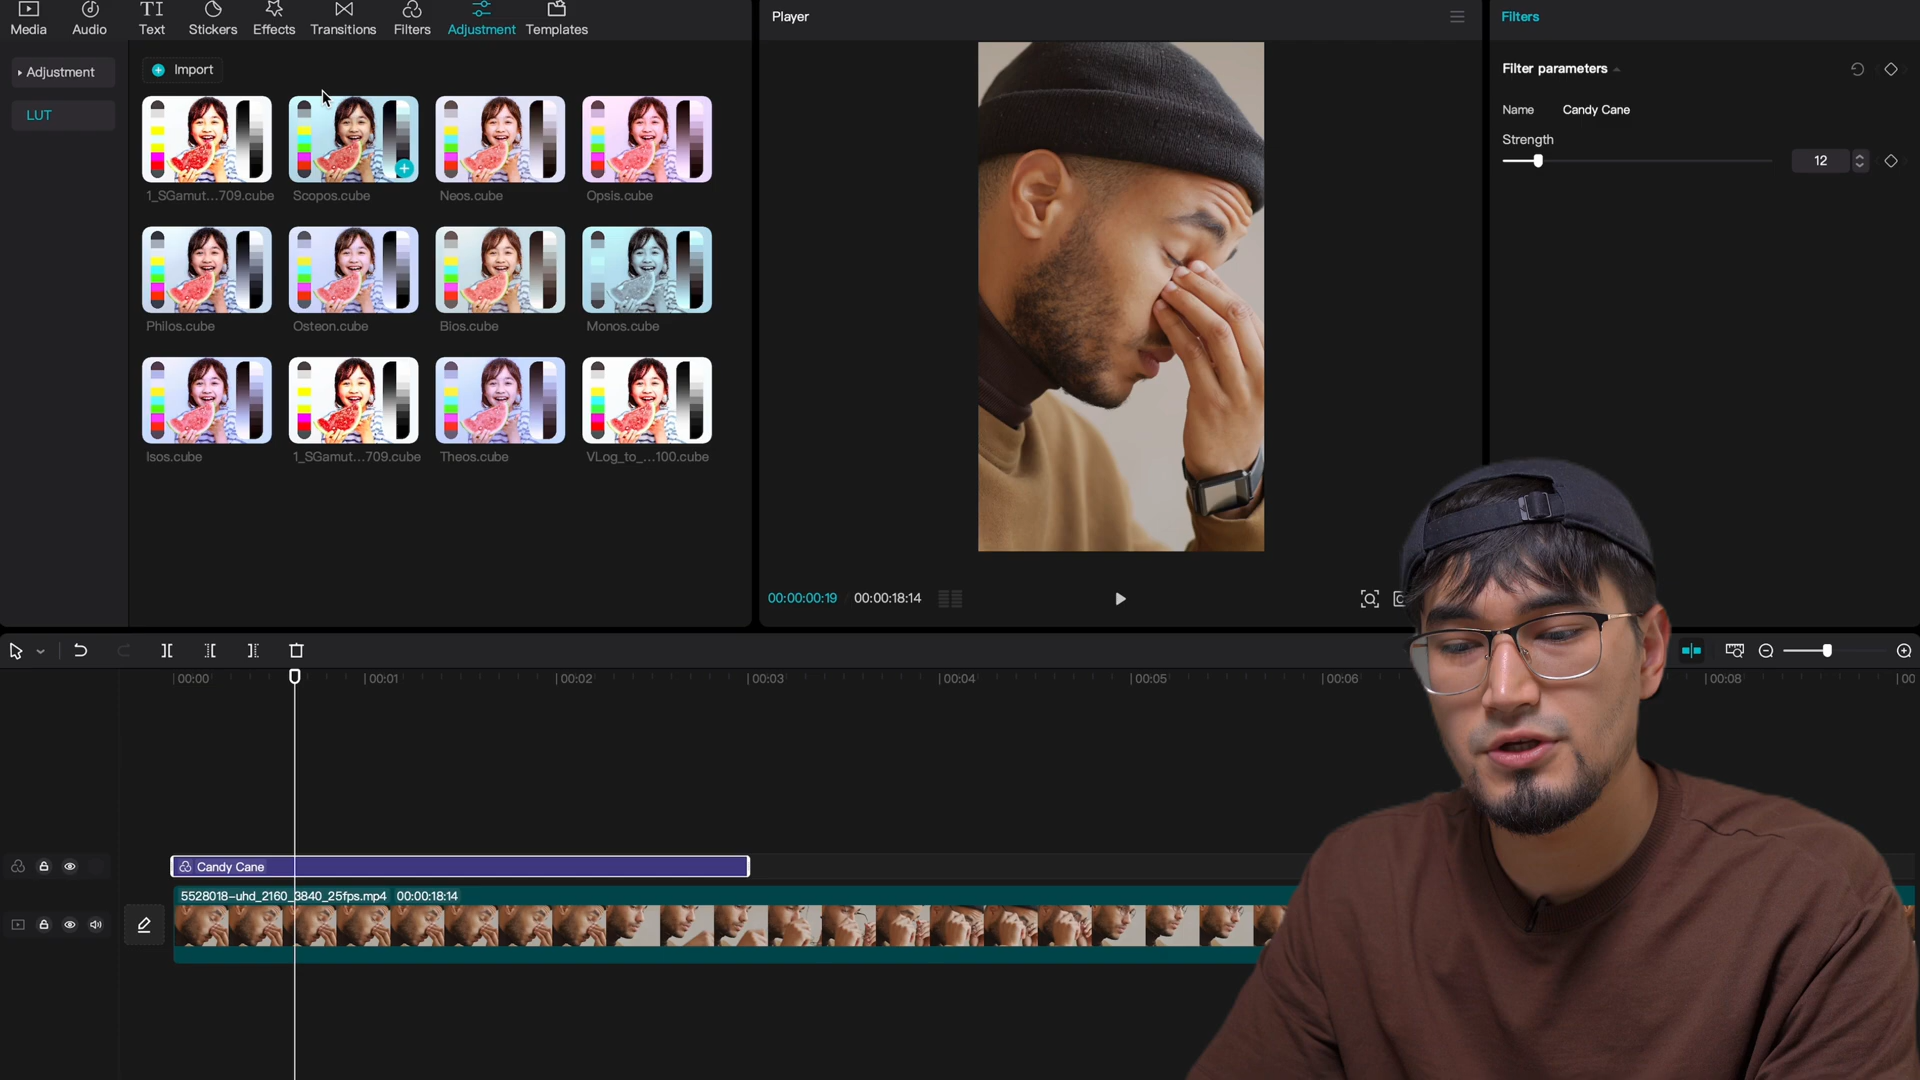 Media
Audio
Text
Stickers
Effects
Transitions
Filters
Adjustment
Templates
Player
Filters
Adjustment
Import
LUT
Filter parameters
Name
Candy Cane
Strength
12
1_SGamut...709.cube
Scopos.cube
Neos.cube
Opsis.cube
Philos.cube
Osteon.cube
Bios.cube
Monos.cube
Isos.cube
1_SGamut...709.cube
Theos.cube
VLog_to_...100.cube
00:00:00:19
00:00:18:14
00:00
00:01
00:02
00:03
00:04
00:05
00:06
00:08
00
Candy Cane
5528018-uhd_2160_3840_25fps.mp4 00:00:18:14